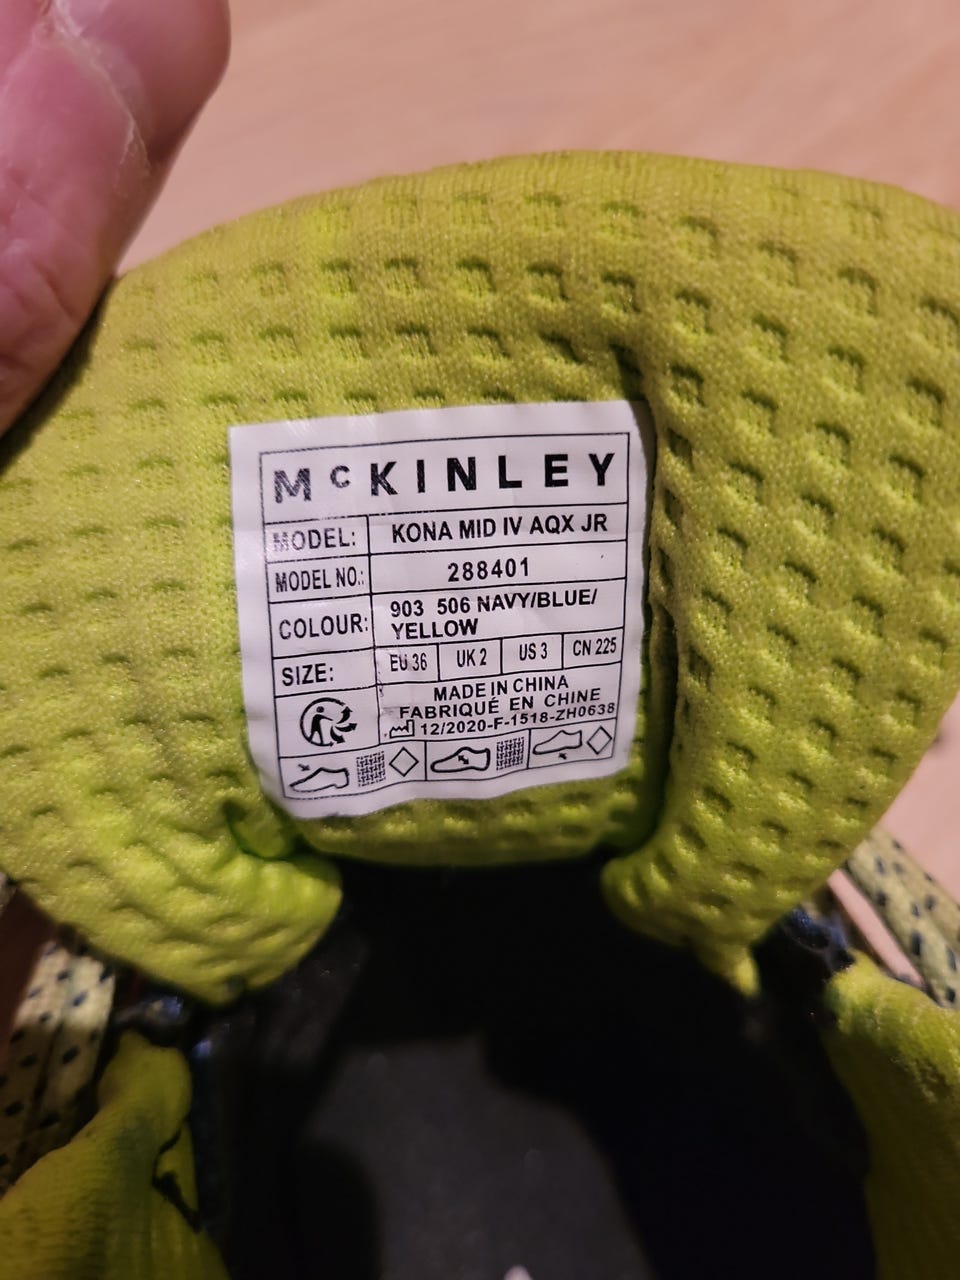 McKINLEY
MODEL: KONA MID IV AQX JR
MODEL NO.: 288401
COLOUR: 903 506 NAVY/BLUE/
YELLOW
SIZE: EU 36 UK 2 US 3 CN 225
MADE IN CHINA
FABRIQUÉ EN CHINE
12/2020-F-1518-ZH0638